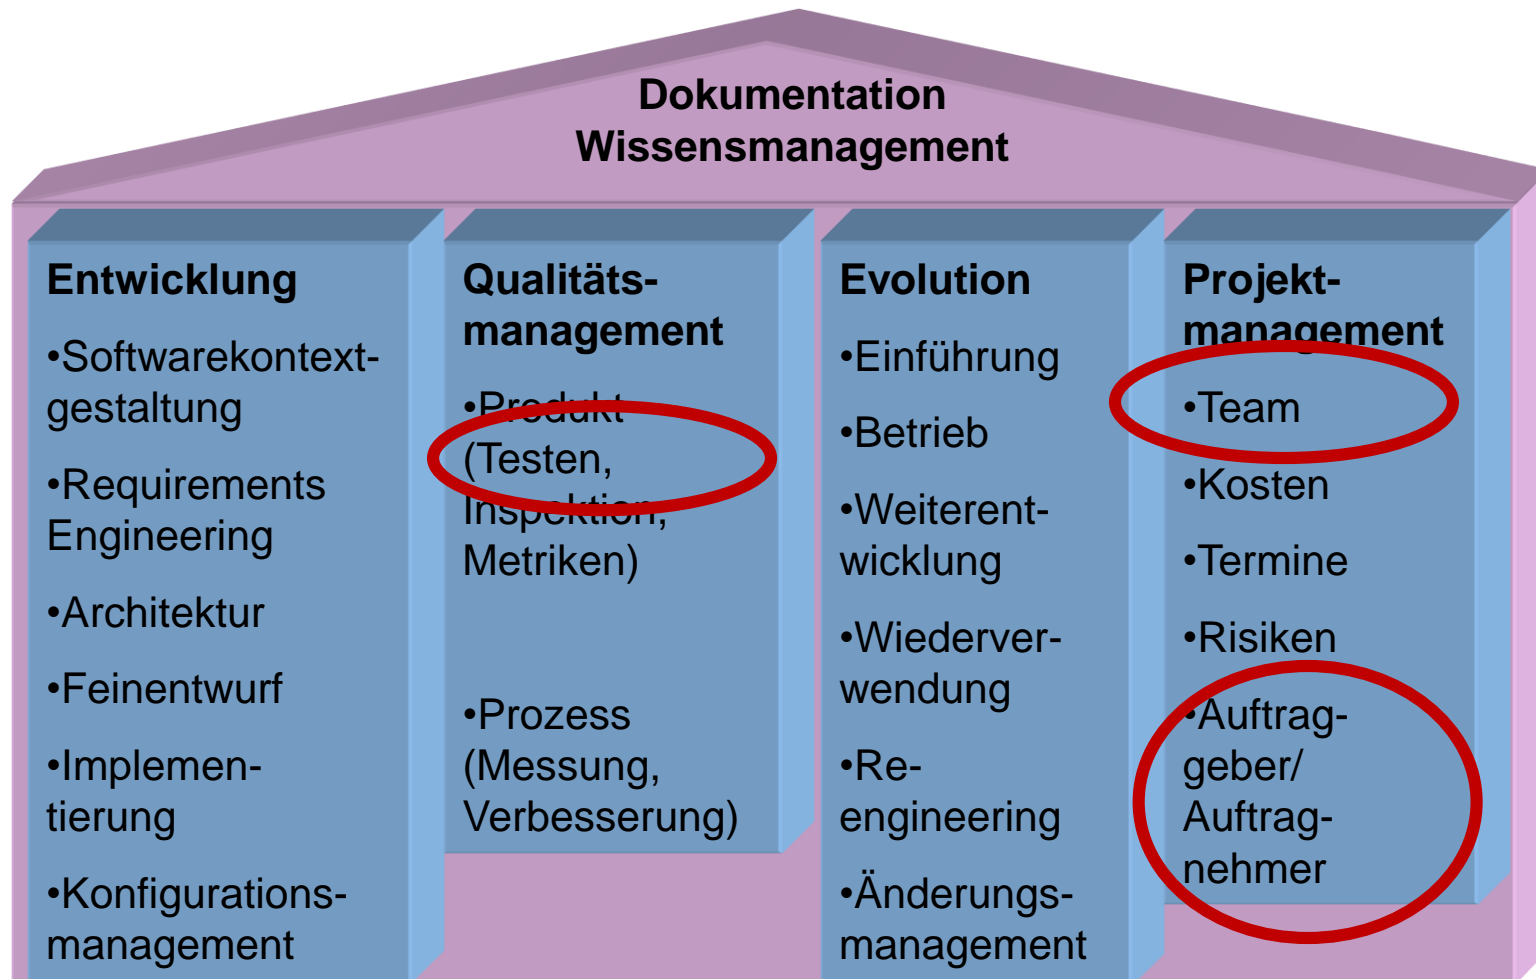 Dokumentation
Wissensmanagement
Entwicklung
•Softwarekontext-
gestaltung
•Requirements
Engineering
•Architektur
•Feinentwurf
•Implemen-
tierung
•Konfigurations-
management
Qualitäts-
management
•Produkt
(Testen,
Inspektion,
Metriken)
•Prozess
(Messung,
Verbesserung)
Evolution
•Einführung
•Betrieb
•Weiterent-
wicklung
•Wiederver-
wendung
•Re-
engineering
•Änderungs-
management
Projekt-
management
•Team
•Kosten
•Termine
•Risiken
•Auftrag-
geber/
Auftrag-
nehmer